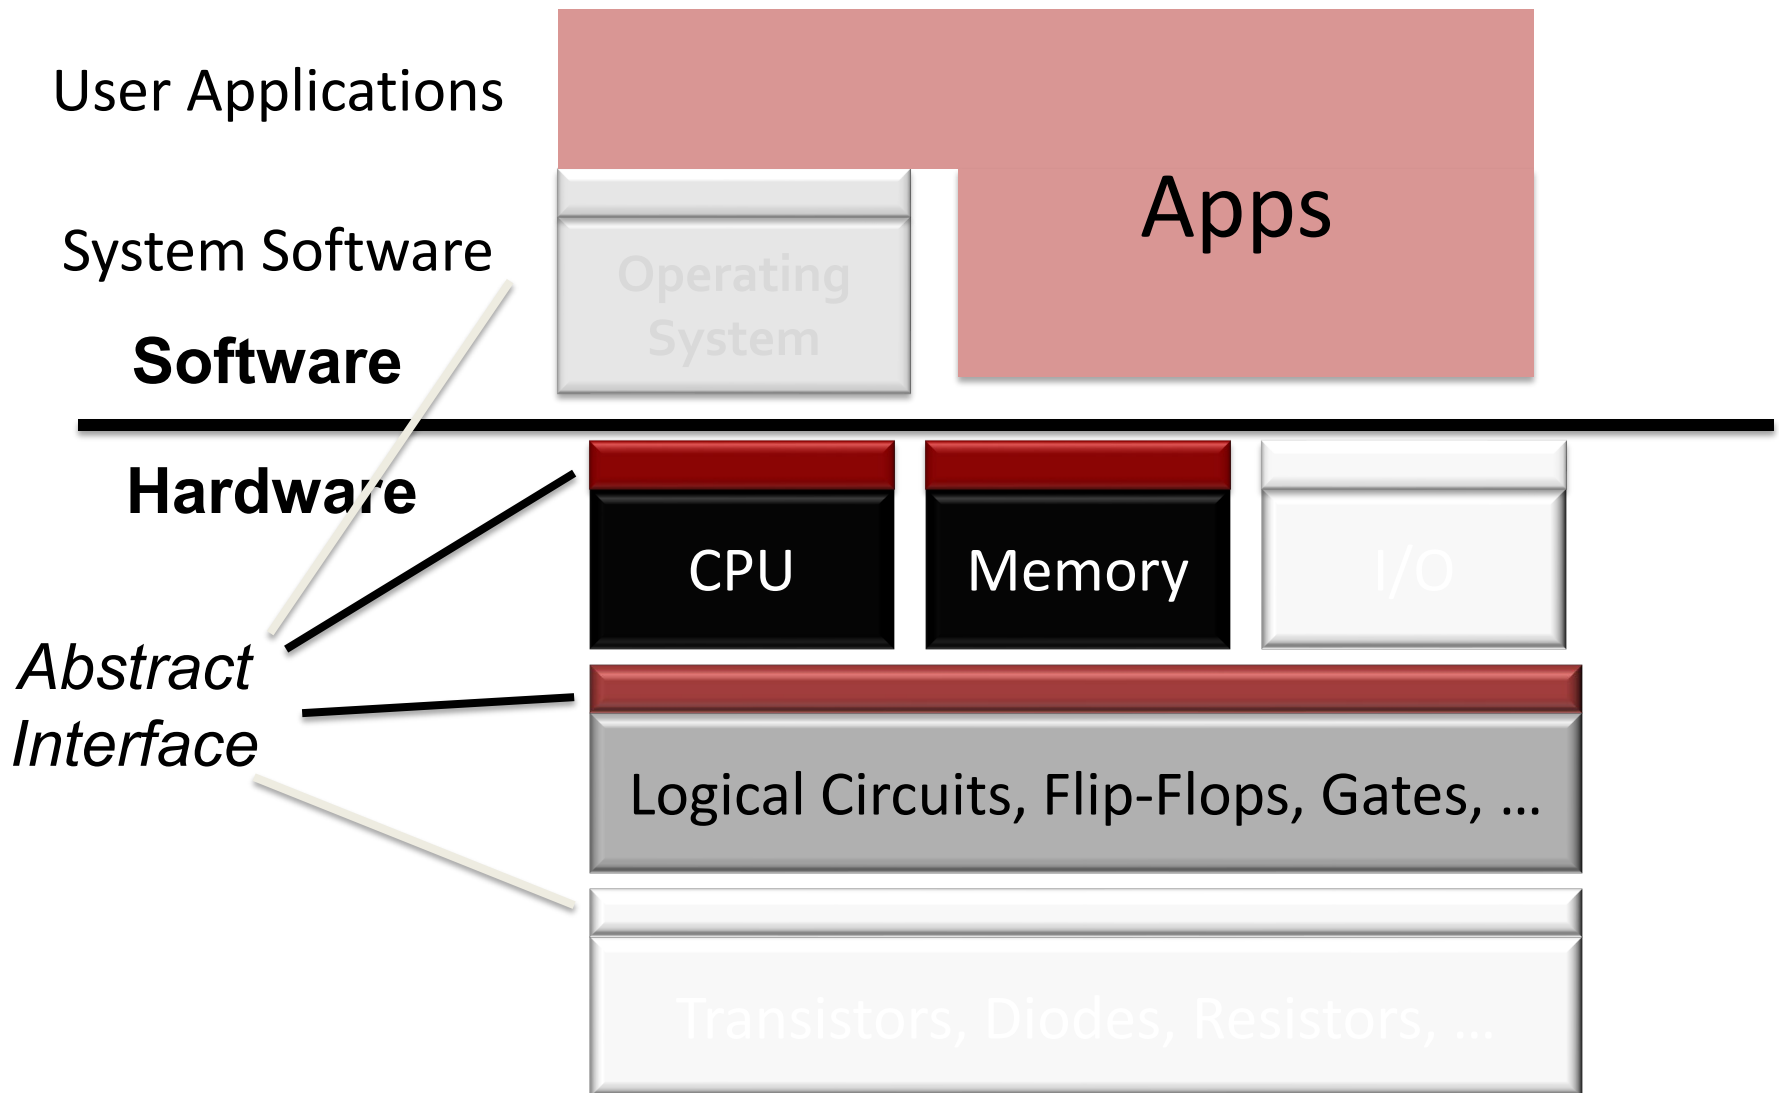 User Applications
Apps
System Software
Operating
System
Software
Hardware
CPU
Memory
I/O
Abstract
Interface
Logical Circuits, Flip-Flops, Gates, ...
Transistors, Diodes, Resistors, ...